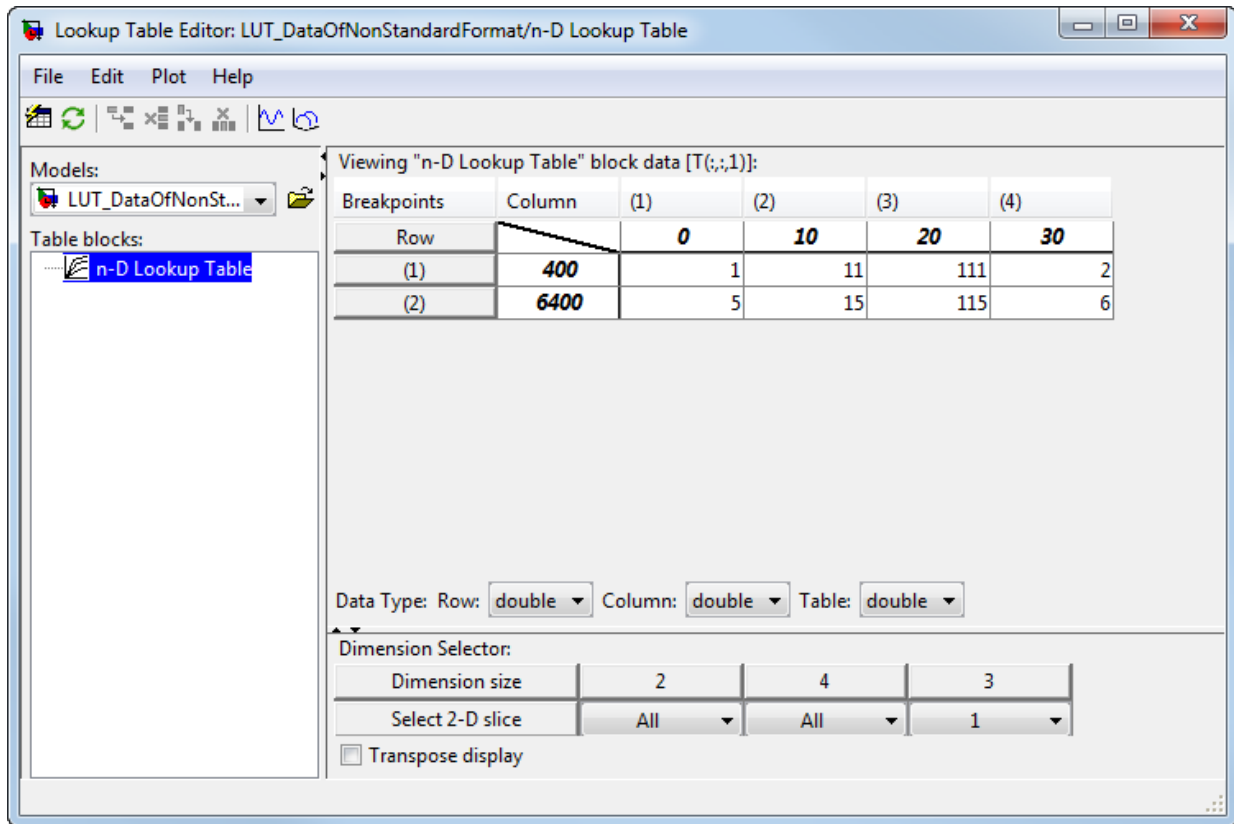 Lookup Table Editor: LUT_DataOfNonStandardFormat/n-D Lookup Table
File Edit Plot Help
Models:
LUT_DataOfNonSt...
Table blocks:
n-D Lookup Table
Viewing "n-D Lookup Table" block data [T(:,:,1)]:
Breakpoints Column (1) (2) (3) (4)
Row 0 10 20 30
(1) 400 1 11 111 2
(2) 6400 5 15 115 6
Data Type: Row: double Column: double Table: double
Dimension Selector:
Dimension size 2 4 3
Select 2-D slice All All 1
Transpose display